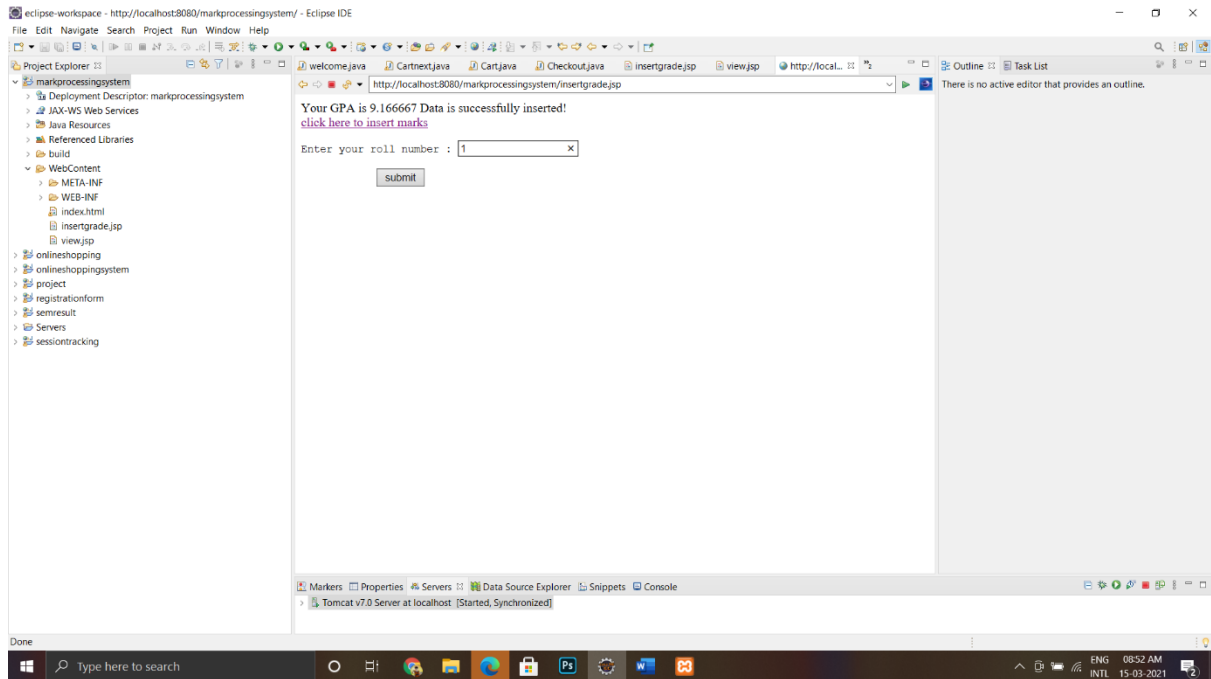 eclipse-workspace - http://localhost:8080/markprocessingsystem/ - Eclipse IDE
File Edit Navigate Search Project Run Window Help
Project Explorer
markprocessingsystem
Deployment Descriptor: markprocessingsystem
JAX-WS Web Services
Java Resources
Referenced Libraries
build
WebContent
META-INF
WEB-INF
index.html
insertgrade.jsp
view.jsp
onlineshopping
onlineshoppingsystem
project
registrationform
semresult
Servers
sessiontracking
welcome.java Cartnext.java Cart.java Checkout.java insertgrade.jsp view.jsp http://local... "2
http://localhost:8080/markprocessingsystem/insertgrade.jsp
Your GPA is 9.166667 Data is successfully inserted!
click here to insert marks
Enter your roll number : 1
submit
Outline Task List
There is no active editor that provides an outline.
Markers Properties Servers Data Source Explorer Snippets Console
Tomcat v7.0 Server at localhost [Started, Synchronized]
Done
Type here to search
Ps
W
ENG
INTL
08:52 AM
15-03-2021
2